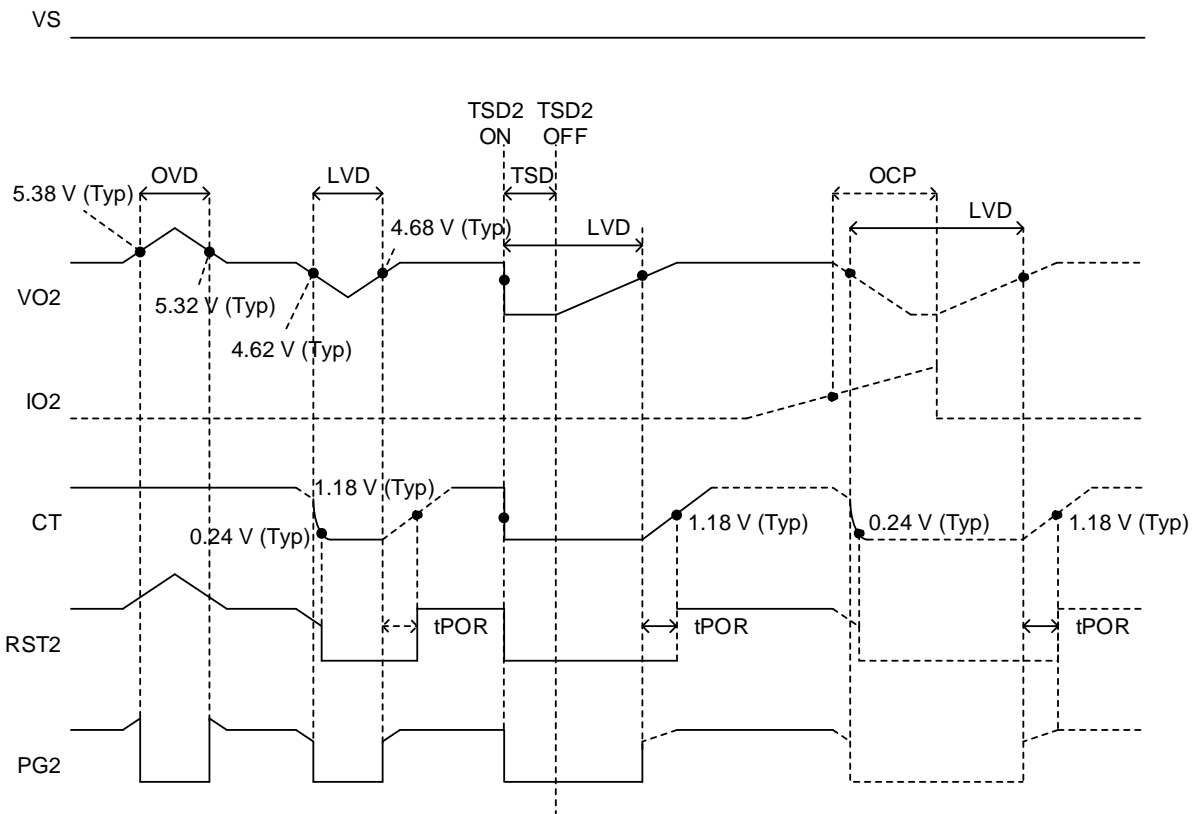 VS
TSD2
ON
TSD2
OFF
OVD
LVD
TSD
OCP
5.38 V (Typ)
4.68 V (Typ)
LVD
LVD
VO2
5.32 V (Typ)
4.62 V (Typ)
IO2
1.18 V (Typ)
CT
0.24 V (Typ)
1.18 V (Typ)
0.24 V (Typ)
1.18 V (Typ)
RST2
tPOR
tPOR
tPOR
PG2